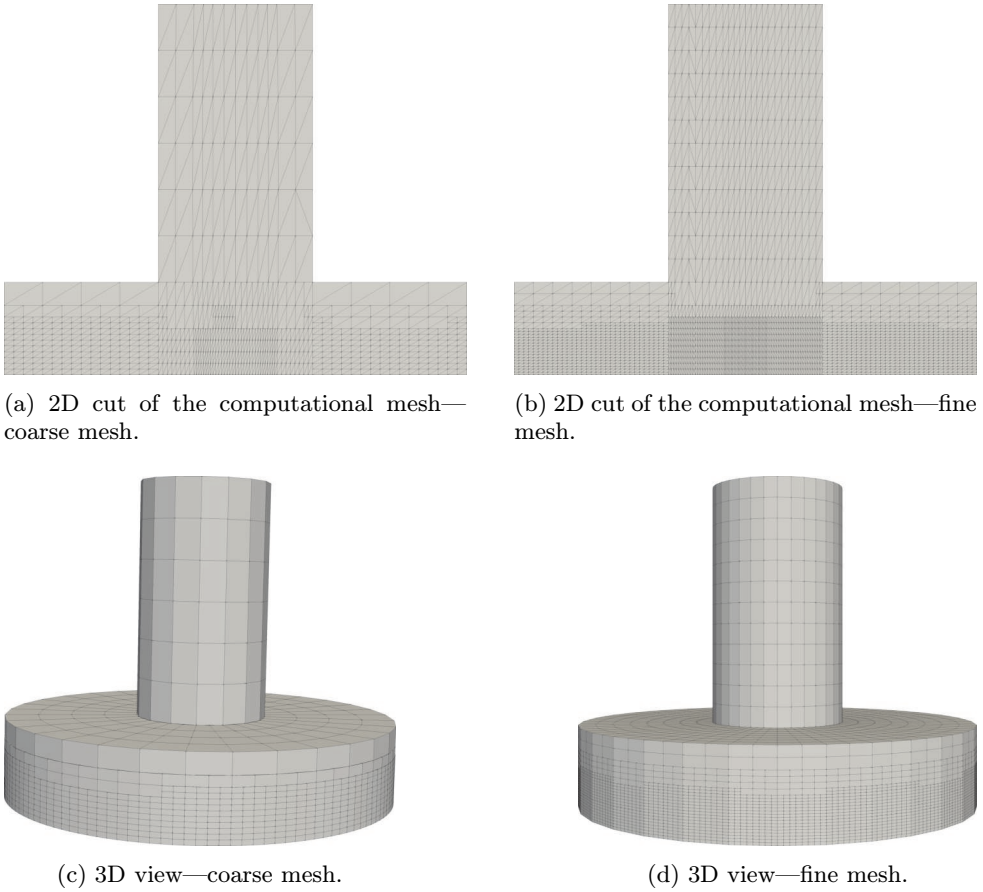 (a) 2D cut of the computational mesh—
coarse mesh.
(b) 2D cut of the computational mesh—fine
mesh.
(c) 3D view—coarse mesh.
(d) 3D view—fine mesh.